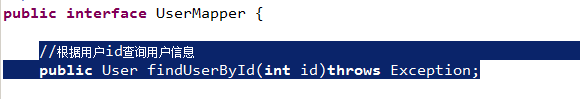 public interface UserMapper {
//根据用户id查询用户信息
public User findUserById(int id)throws Exception;